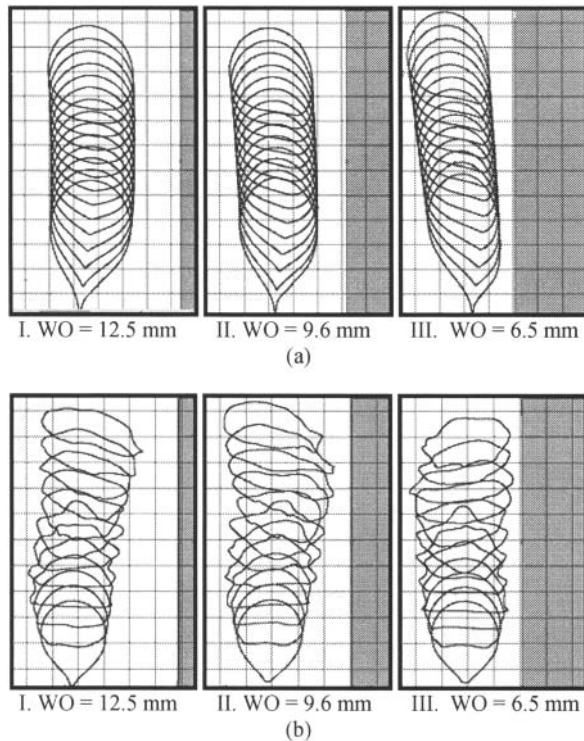 I. WO = 12.5 mm II. WO = 9.6 mm III. WO = 6.5 mm
(a)
I. WO = 12.5 mm II. WO = 9.6 mm III. WO = 6.5 mm
(b)